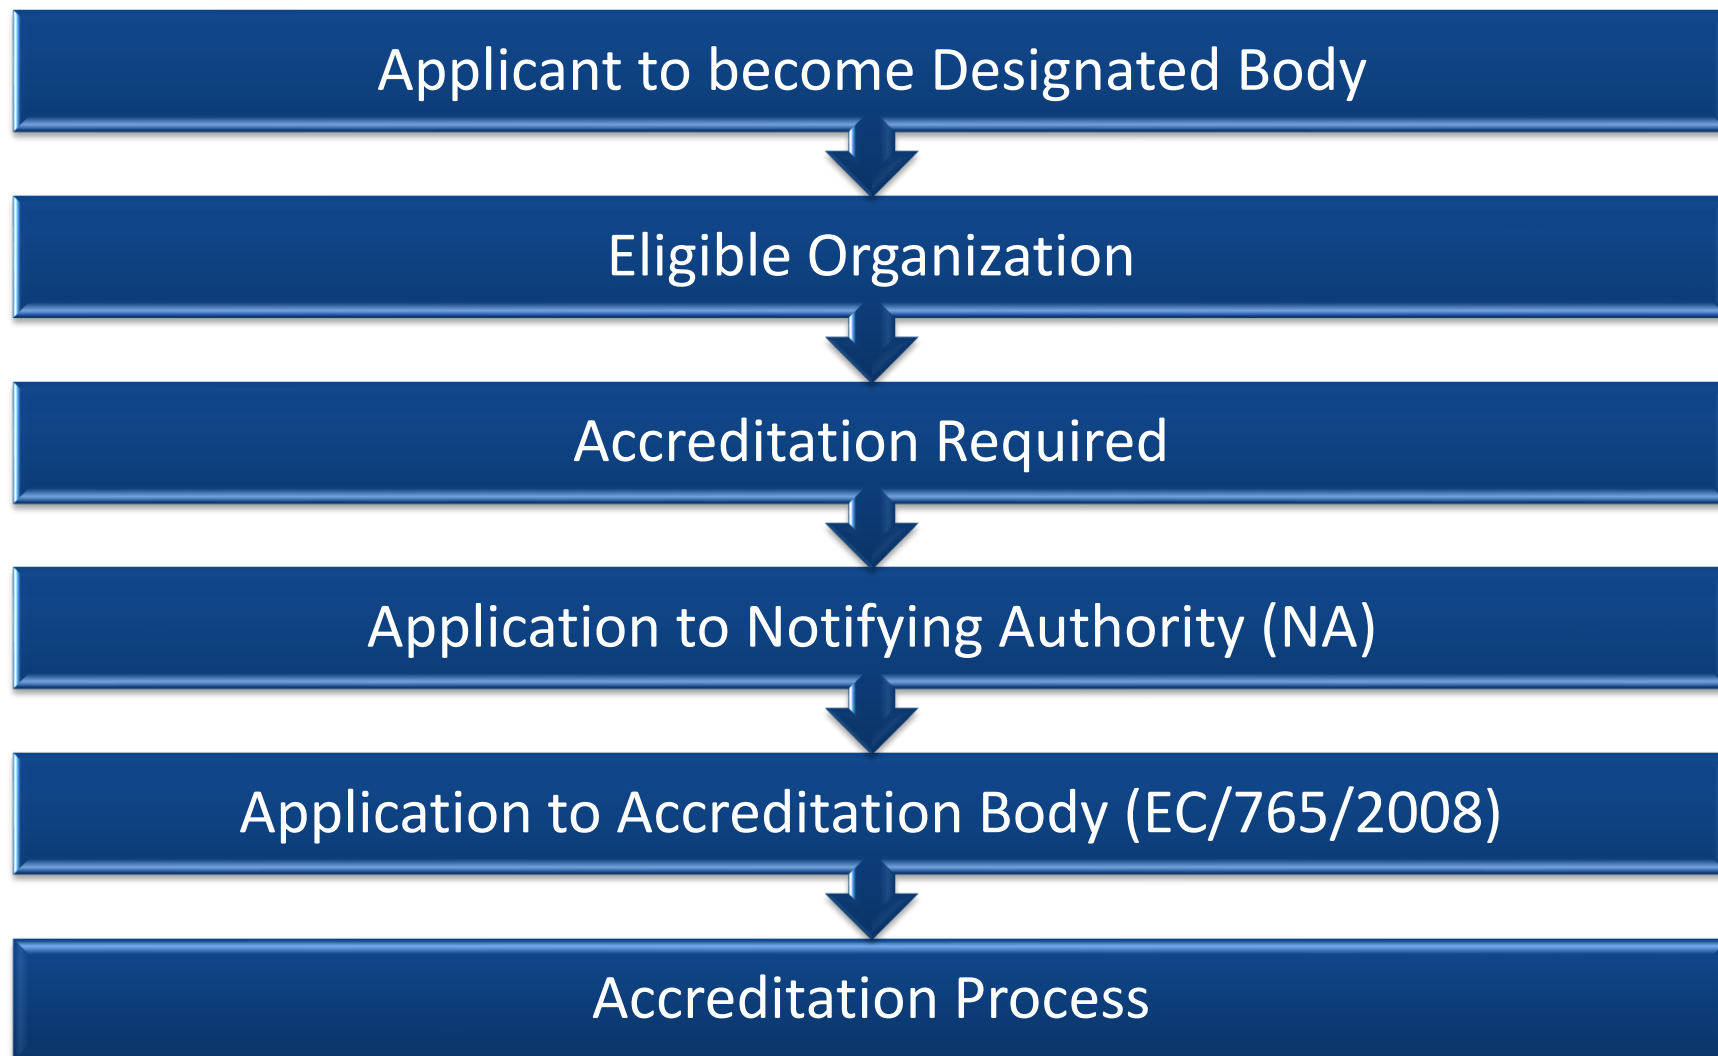 Applicant to become Designated Body
Eligible Organization
Accreditation Required
Application to Notifying Authority (NA)
Application to Accreditation Body (EC/765/2008)
Accreditation Process